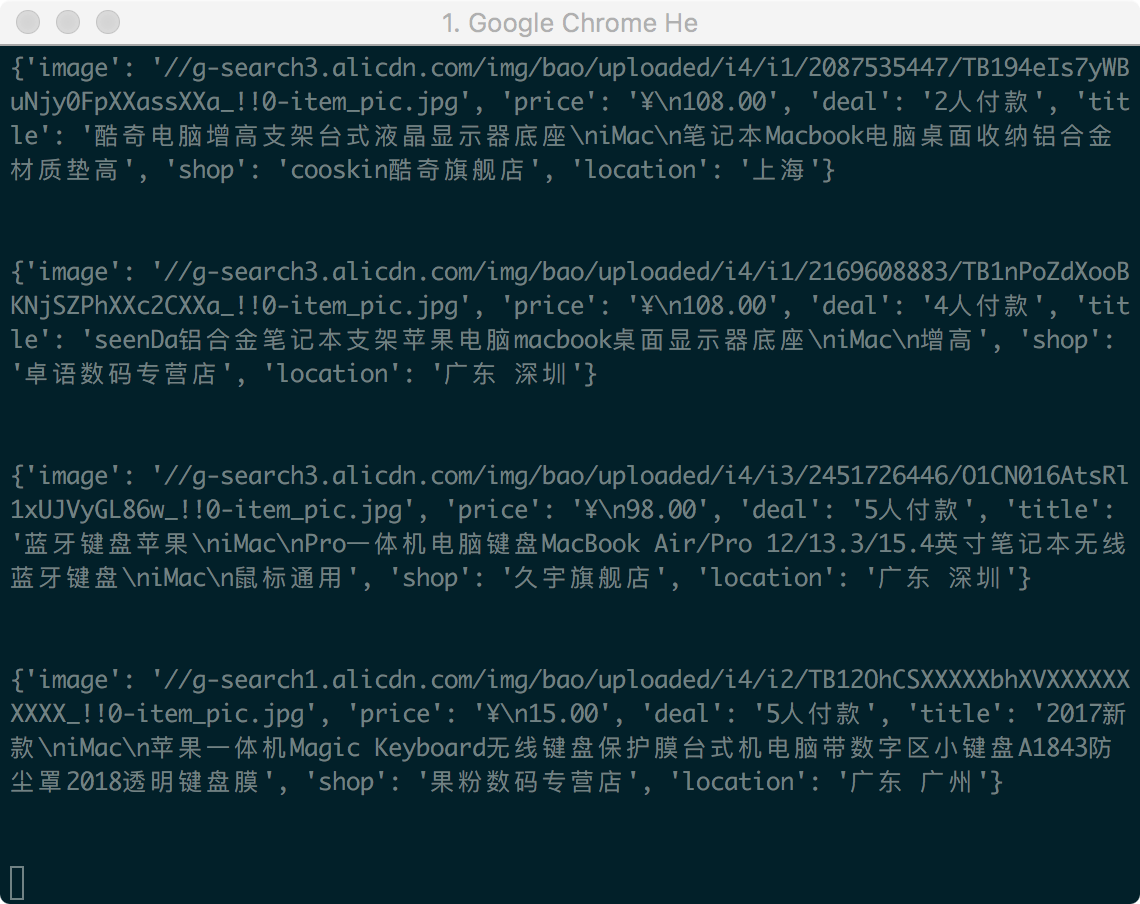 1. Google Chrome He
{'image': '//g-search3.alicdn.com/img/bao/uploaded/i4/i1/2087535447/TB194eIs7yWB
uNjy0FpXXassXXa_!!0-item_pic.jpg', 'price': '¥\n108.00', 'deal': '2人付款', 'tit
le': '酷奇电脑增高支架台式液晶显示器底座\niMac\n笔记本Macbook电脑桌面收纳铝合金
材质垫高', 'shop': 'cooskin酷奇旗舰店', 'location': '上海'}
{'image': '//g-search3.alicdn.com/img/bao/uploaded/i4/i1/2169608883/TB1nPoZdXooB
KNjSZPhXXc2CXXa_!!0-item_pic.jpg', 'price': '¥\n108.00', 'deal': '4人付款', 'tit
le': 'seenDa铝合金笔记本支架苹果电脑macbook桌面显示器底座\niMac\n增高', 'shop':
'卓语数码专营店', 'location': '广东 深圳'}
{'image': '//g-search3.alicdn.com/img/bao/uploaded/i4/i3/2451726446/O1CN016AtsRl
1xUJVyGL86w_!!0-item_pic.jpg', 'price': '¥\n98.00', 'deal': '5人付款', 'title':
'蓝牙键盘苹果\niMac\nPro一体机电脑键盘MacBook Air/Pro 12/13.3/15.4英寸笔记本无线
蓝牙键盘\niMac\n鼠标通用', 'shop': '久宇旗舰店', 'location': '广东 深圳'}
{'image': '//g-search1.alicdn.com/img/bao/uploaded/i4/i2/TB12OhCSXXXXXbhXVXXXXXX
XXXX_!!0-item_pic.jpg', 'price': '¥\n15.00', 'deal': '5人付款', 'title': '2017新
款\niMac\n苹果一体机Magic Keyboard无线键盘保护膜台式机电脑带数字区小键盘A1843防
尘罩2018透明键盘膜', 'shop': '果粉数码专营店', 'location': '广东 广州'}